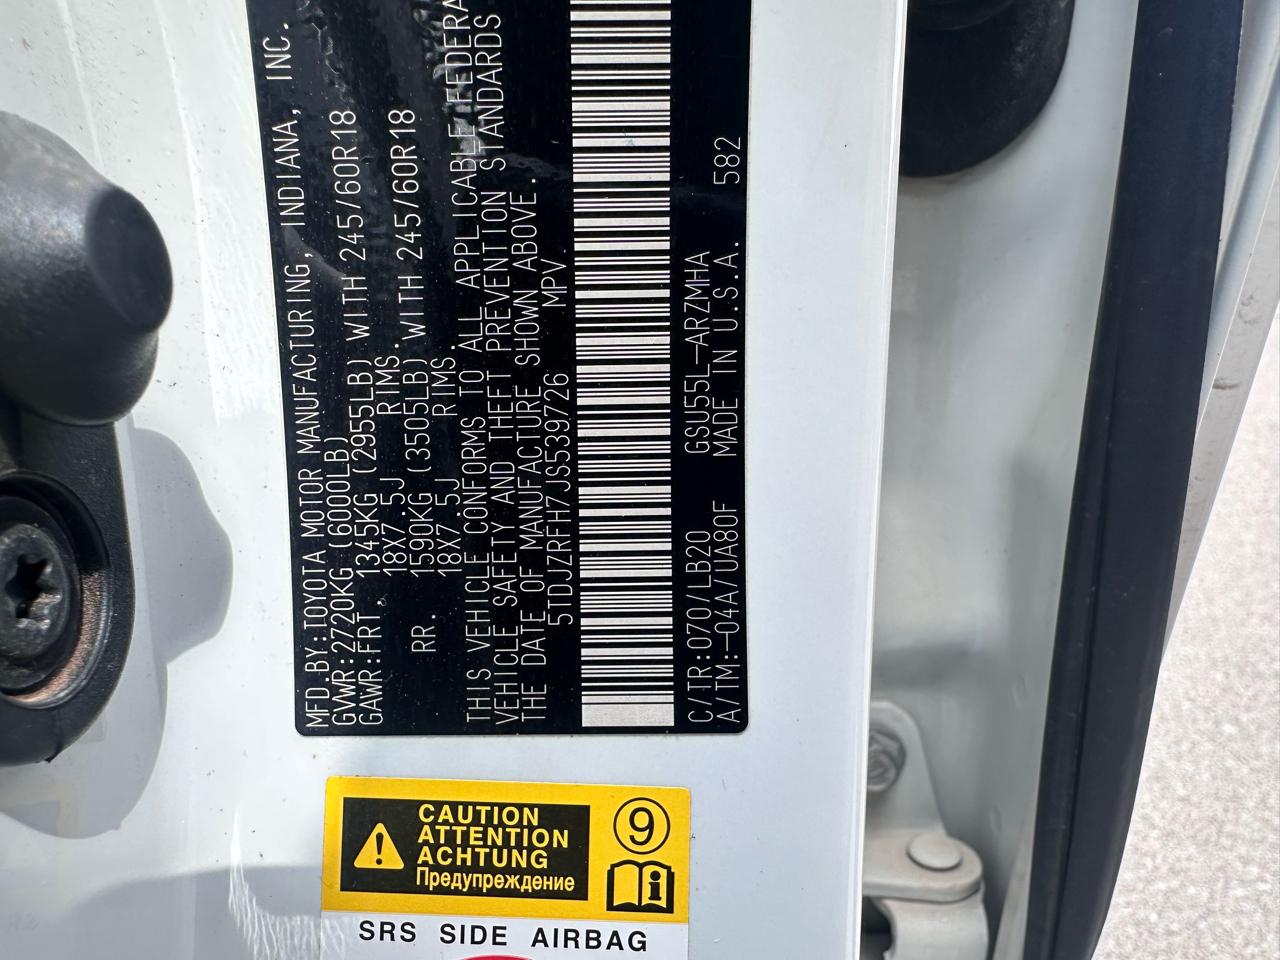 MFD.BY:TOYOTA MOTOR MANUFACTURING, INDIANA, INC.
GVWR:2720KG (6000LB)
GAWR:FRT. 1345KG (2955LB) WITH 245/60R18
18X7.5J RIMS.
RR. 1590KG (3505LB) WITH 245/60R18
18X7.5J RIMS.
THIS VEHICLE CONFORMS TO ALL APPLICABLE
VEHICLE SAFETY AND THEFT PREVENTION STANDARDS
THE DATE OF MANUFACTURE SHOWN ABOVE.
5TDJZRFH7JS539726 MPV
C/TR:070/LB20 GSU55L-ARZMHA
A/TM:-04A/UA80F MADE IN U.S.A. 582
CAUTION
ATTENTION
ACHTUNG
Предупреждение
9
i
SRS SIDE AIRBAG